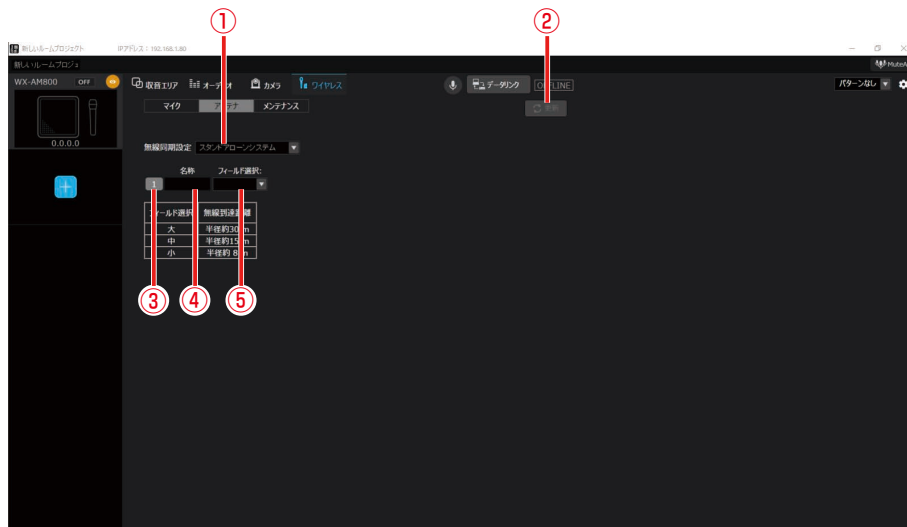 ① ②
新しいルームプロジェクト IPアドレス : 192.168.1.80
新しいルームプロジェ MuteA
WX-AM800 OFF 収音エリア オーディオ カメラ ワイヤレス データリンク OFFLINE パターンなし
マイク アンテナ メンテナンス 更新
0.0.0.0
無線同期設定 スタンドアローンシステム
名称 フィールド選択:
1
フィールド選択 無線到達距離
大 半径約30 m
中 半径約15 m
小 半径約 8 m
③ ④ ⑤